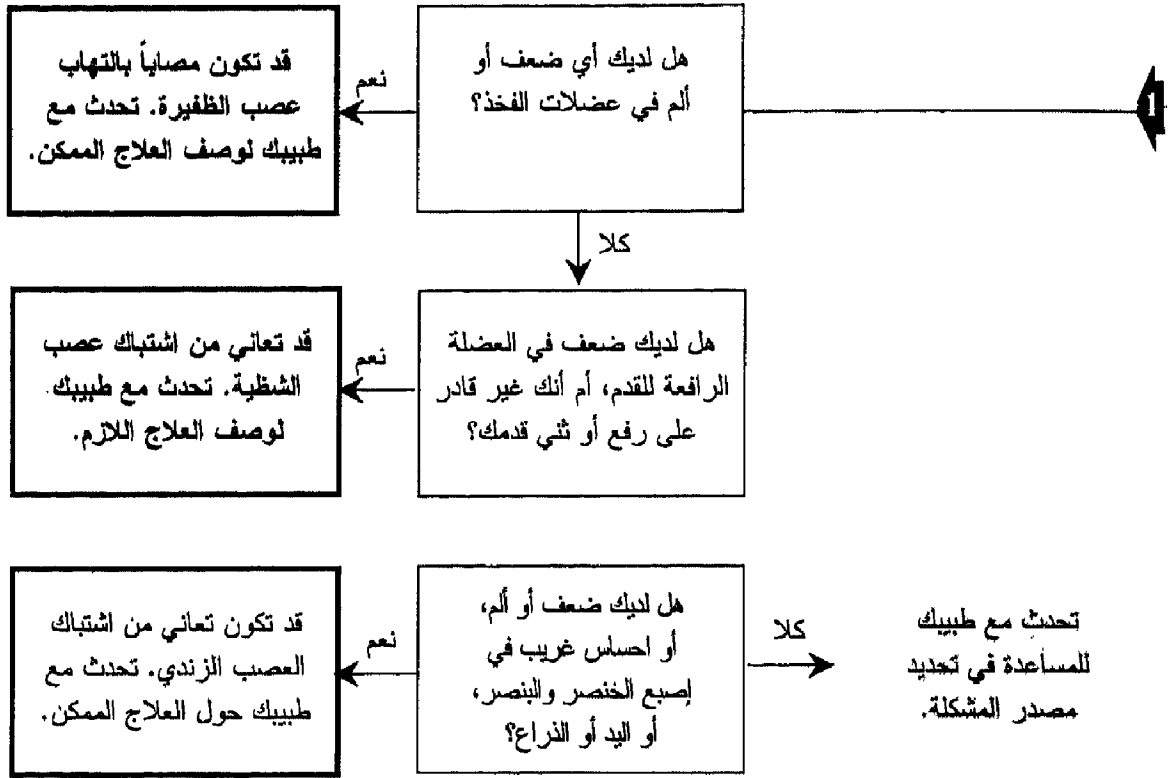 1
هل لديك أي ضعف أو
ألم في عضلات الفخذ؟
نعم
قد تكون مصاباً بالتهاب
عصب الظفيرة. تحدث مع
طبيبك لوصف العلاج الممكن.
كلا
هل لديك ضعف في العضلة
الرافعة للقدم، أم أنك غير قادر
على رفع أو ثني قدمك؟
نعم
قد تعاني من اشتباك عصب
الشظية. تحدث مع طبيبك
لوصف العلاج اللازم.
هل لديك ضعف أو ألم،
أو احساس غريب في
إصبع الخنصر والبنصر،
أو اليد أو الذراع؟
نعم
قد تكون تعاني من اشتباك
العصب الزندي. تحدث مع
طبيبك حول العلاج الممكن.
كلا
تحدث مع طبيبك
للمساعدة في تحديد
مصدر المشكلة.